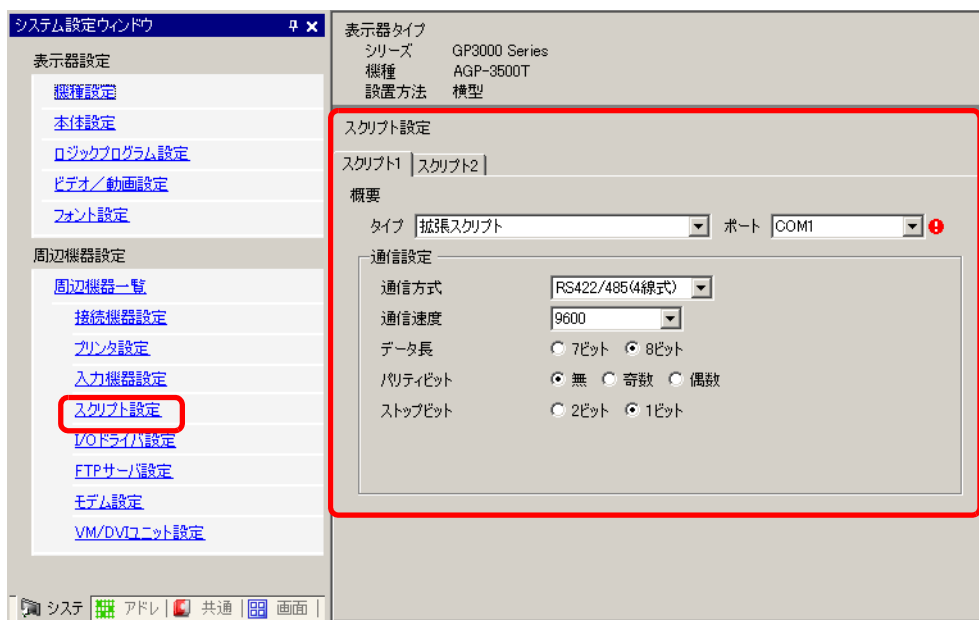 システム設定ウィンドウ
表示器設定
機種設定
本体設定
ロジックプログラム設定
ビデオ／動画設定
フォント設定
周辺機器設定
周辺機器一覧
接続機器設定
プリンタ設定
入力機器設定
スクリプト設定
I/Oドライバ設定
FTPサーバ設定
モデム設定
VM/DVIユニット設定
システ アドレ 共通 画面
表示器タイプ
シリーズ GP3000 Series
機種 AGP-3500T
設置方法 横型
スクリプト設定
スクリプト1 スクリプト2
概要
タイプ 拡張スクリプト ポート COM1
通信設定
通信方式 RS422/485(4線式)
通信速度 9600
データ長 7ビット 8ビット
パリティビット 無 奇数 偶数
ストップビット 2ビット 1ビット